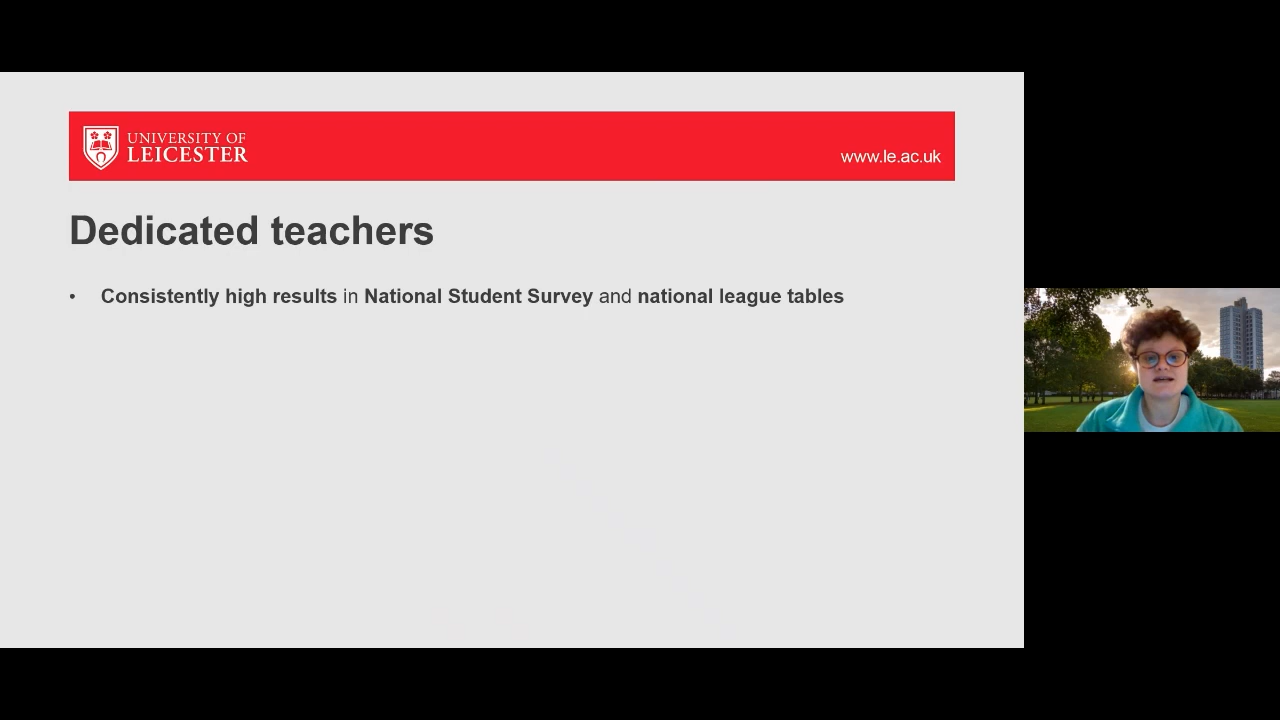 UNIVERSITY OF
LEICESTER
www.le.ac.uk
Dedicated teachers
• Consistently high results in National Student Survey and national league tables